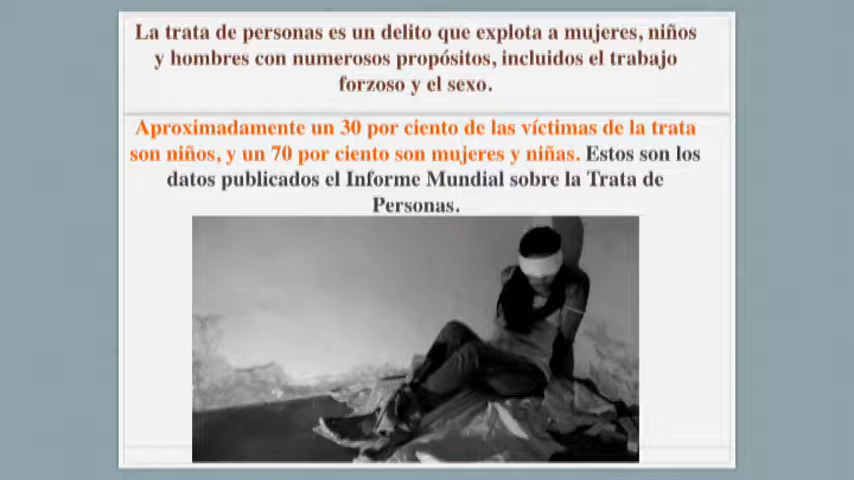 La trata de personas es un delito que explota a mujeres, niños
y hombres con numerosos propósitos, incluidos el trabajo
forzoso y el sexo.
Aproximadamente un 30 por ciento de las víctimas de la trata
son niños, y un 70 por ciento son mujeres y niñas. Estos son los
datos publicados el Informe Mundial sobre la Trata de
Personas.